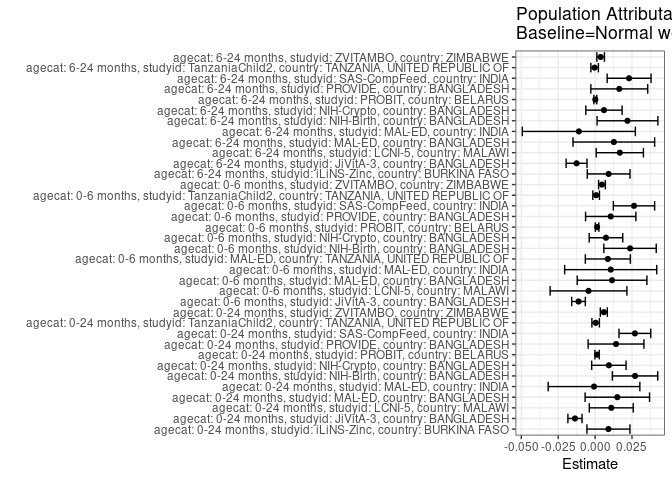 Population Attributa
Baseline=Normal w
agecat: 6-24 months, studyid: ZVITAMBO, country: ZIMBABWE
agecat: 6-24 months, studyid: TanzaniaChild2, country: TANZANIA, UNITED REPUBLIC OF
agecat: 6-24 months, studyid: SAS-CompFeed, country: INDIA
agecat: 6-24 months, studyid: PROVIDE, country: BANGLADESH
agecat: 6-24 months, studyid: PROBIT, country: BELARUS
agecat: 6-24 months, studyid: NIH-Crypto, country: BANGLADESH
agecat: 6-24 months, studyid: NIH-Birth, country: BANGLADESH
agecat: 6-24 months, studyid: MAL-ED, country: INDIA
agecat: 6-24 months, studyid: MAL-ED, country: BANGLADESH
agecat: 6-24 months, studyid: LCNI-5, country: MALAWI
agecat: 6-24 months, studyid: JiVitA-3, country: BANGLADESH
agecat: 6-24 months, studyid: iLiNS-Zinc, country: BURKINA FASO
agecat: 0-6 months, studyid: ZVITAMBO, country: ZIMBABWE
agecat: 0-6 months, studyid: TanzaniaChild2, country: TANZANIA, UNITED REPUBLIC OF
agecat: 0-6 months, studyid: SAS-CompFeed, country: INDIA
agecat: 0-6 months, studyid: PROVIDE, country: BANGLADESH
agecat: 0-6 months, studyid: PROBIT, country: BELARUS
agecat: 0-6 months, studyid: NIH-Crypto, country: BANGLADESH
agecat: 0-6 months, studyid: NIH-Birth, country: BANGLADESH
agecat: 0-6 months, studyid: MAL-ED, country: TANZANIA, UNITED REPUBLIC OF
agecat: 0-6 months, studyid: MAL-ED, country: INDIA
agecat: 0-6 months, studyid: MAL-ED, country: BANGLADESH
agecat: 0-6 months, studyid: LCNI-5, country: MALAWI
agecat: 0-6 months, studyid: JiVitA-3, country: BANGLADESH
agecat: 0-24 months, studyid: ZVITAMBO, country: ZIMBABWE
agecat: 0-24 months, studyid: TanzaniaChild2, country: TANZANIA, UNITED REPUBLIC OF
agecat: 0-24 months, studyid: SAS-CompFeed, country: INDIA
agecat: 0-24 months, studyid: PROVIDE, country: BANGLADESH
agecat: 0-24 months, studyid: PROBIT, country: BELARUS
agecat: 0-24 months, studyid: NIH-Crypto, country: BANGLADESH
agecat: 0-24 months, studyid: NIH-Birth, country: BANGLADESH
agecat: 0-24 months, studyid: MAL-ED, country: INDIA
agecat: 0-24 months, studyid: MAL-ED, country: BANGLADESH
agecat: 0-24 months, studyid: LCNI-5, country: MALAWI
agecat: 0-24 months, studyid: JiVitA-3, country: BANGLADESH
agecat: 0-24 months, studyid: iLiNS-Zinc, country: BURKINA FASO
-0.050 -0.025 0.000 0.025
Estimate